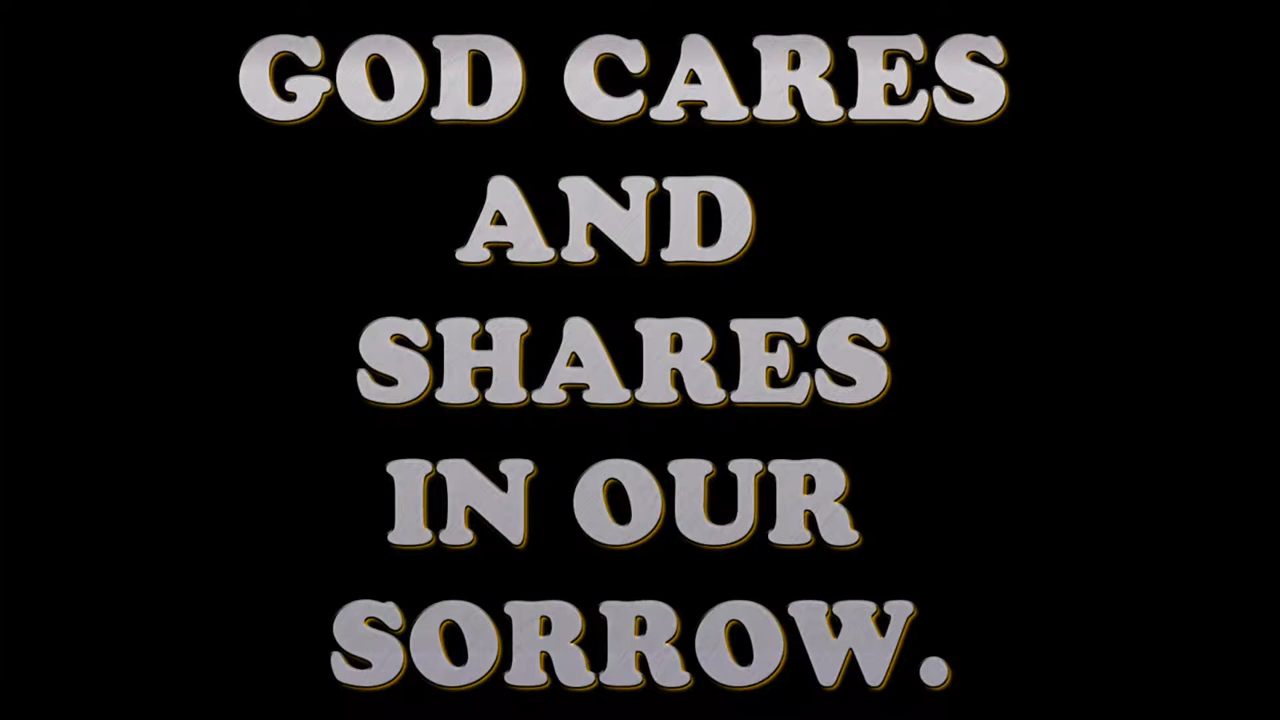 GOD CARES
AND
SHARES
IN OUR
SORROW.